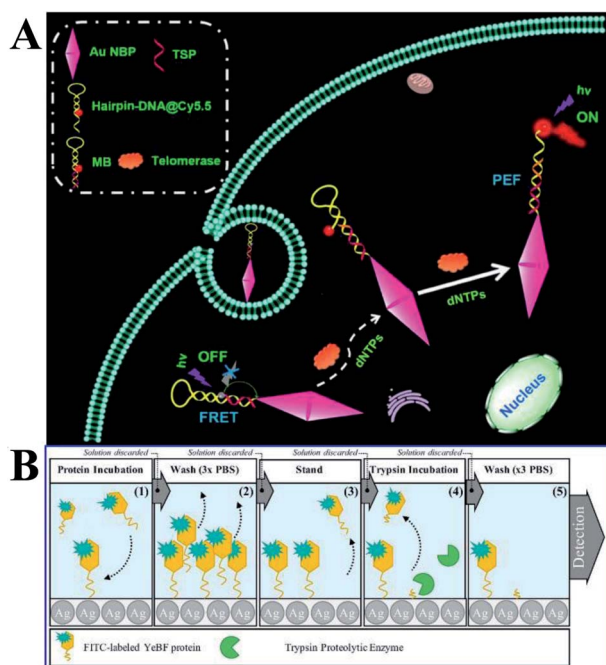 A
Au NBP
TSP
Hairpin-DNA@Cy5.5
MB
Telomerase
hv
ON
PEF
dNTPs
hv
OFF
dNTPs
FRET
Nucleus
B
Solution discarded
Solution discarded
Solution discarded
Solution discarded
Protein Incubation
Wash (3x PBS)
Stand
Trypsin Incubation
Wash (x3 PBS)
(1)
(2)
(3)
(4)
(5)
Detection
Ag Ag Ag Ag Ag Ag Ag Ag Ag Ag Ag Ag Ag Ag Ag Ag Ag Ag Ag Ag
FITC-labeled YeBF protein
Trypsin Proteolytic Enzyme